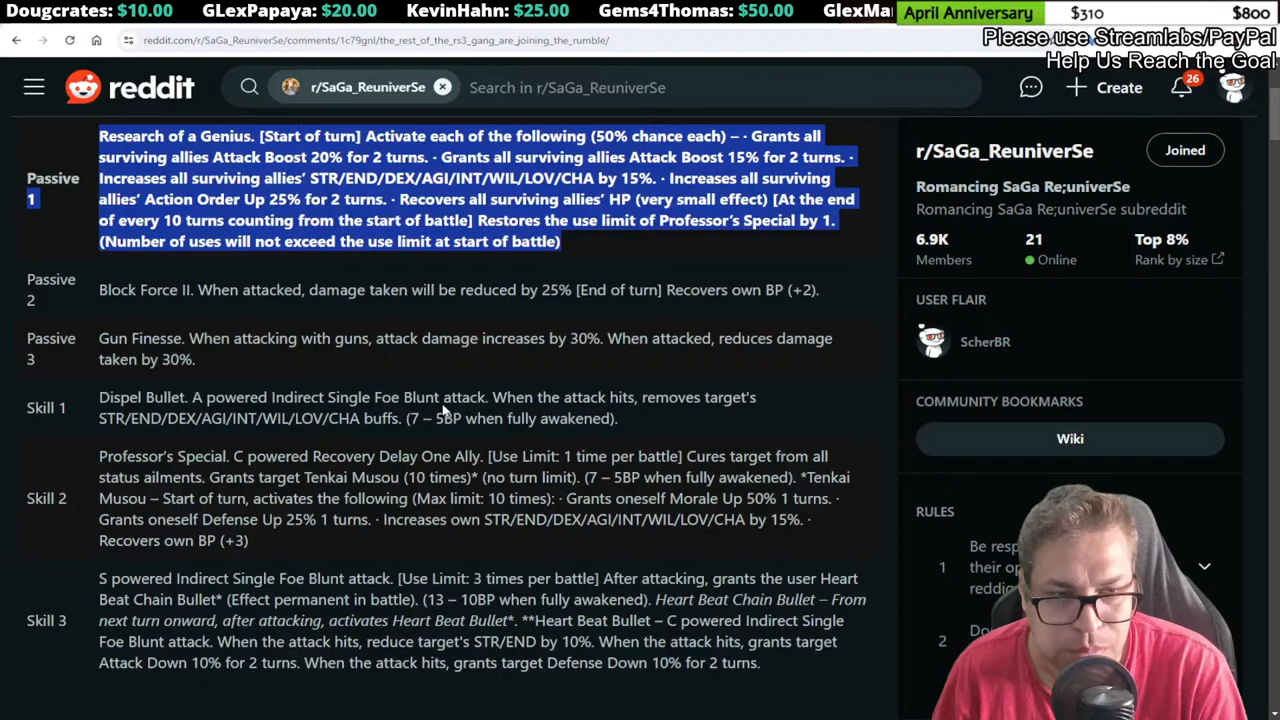 Dougcrates: $10.00 GLexPapaya: $20.00 KevinHahn: $25.00 Gems4Thomas: $50.00 GlexMa
April Anniversary $310 $800
Please use Streamlabs/PayPal
Help Us Reach the Goal
reddit.com/r/SaGa_ReuniverSe/comments/1c79gnl/the_rest_of_the_rs3_gang_are_joining_the_rumble/
reddit
r/SaGa_ReuniverSe
Search in r/SaGa_ReuniverSe
Create
26
Passive
1
Research of a Genius. [Start of turn] Activate each of the following (50% chance each) – · Grants all
surviving allies Attack Boost 20% for 2 turns. · Grants all surviving allies Attack Boost 15% for 2 turns. ·
Increases all surviving allies’ STR/END/DEX/AGI/INT/WIL/LOV/CHA by 15%. · Increases all surviving
allies’ Action Order Up 25% for 2 turns. · Recovers all surviving allies’ HP (very small effect) [At the end
of every 10 turns counting from the start of battle] Restores the use limit of Professor’s Special by 1.
(Number of uses will not exceed the use limit at start of battle)
Passive
2
Block Force II. When attacked, damage taken will be reduced by 25% [End of turn] Recovers own BP (+2).
Passive
3
Gun Finesse. When attacking with guns, attack damage increases by 30%. When attacked, reduces damage
taken by 30%.
Skill 1
Dispel Bullet. A powered Indirect Single Foe Blunt attack. When the attack hits, removes target's
STR/END/DEX/AGI/INT/WIL/LOV/CHA buffs. (7 – 5BP when fully awakened).
Skill 2
Professor’s Special. C powered Recovery Delay One Ally. [Use Limit: 1 time per battle] Cures target from all
status ailments. Grants target Tenkai Musou (10 times)* (no turn limit). (7 – 5BP when fully awakened). *Tenkai
Musou – Start of turn, activates the following (Max limit: 10 times): · Grants oneself Morale Up 50% 1 turns. ·
Grants oneself Defense Up 25% 1 turns. · Increases own STR/END/DEX/AGI/INT/WIL/LOV/CHA by 15%. ·
Recovers own BP (+3)
Skill 3
S powered Indirect Single Foe Blunt attack. [Use Limit: 3 times per battle] After attacking, grants the user Heart
Beat Chain Bullet* (Effect permanent in battle). (13 – 10BP when fully awakened). Heart Beat Chain Bullet – From
next turn onward, after attacking, activates Heart Beat Bullet*. **Heart Beat Bullet – C powered Indirect Single
Foe Blunt attack. When the attack hits, reduce target's STR/END by 10%. When the attack hits, grants target
Attack Down 10% for 2 turns. When the attack hits, grants target Defense Down 10% for 2 turns.
r/SaGa_ReuniverSe
Joined
Romancing SaGa Re;univerSe
Romancing SaGa Re;univerSe subreddit
6.9K 21 Top 8%
Members Online Rank by size
USER FLAIR
ScherBR
COMMUNITY BOOKMARKS
Wiki
RULES
1 Be resp
their op
reddi
2 Do